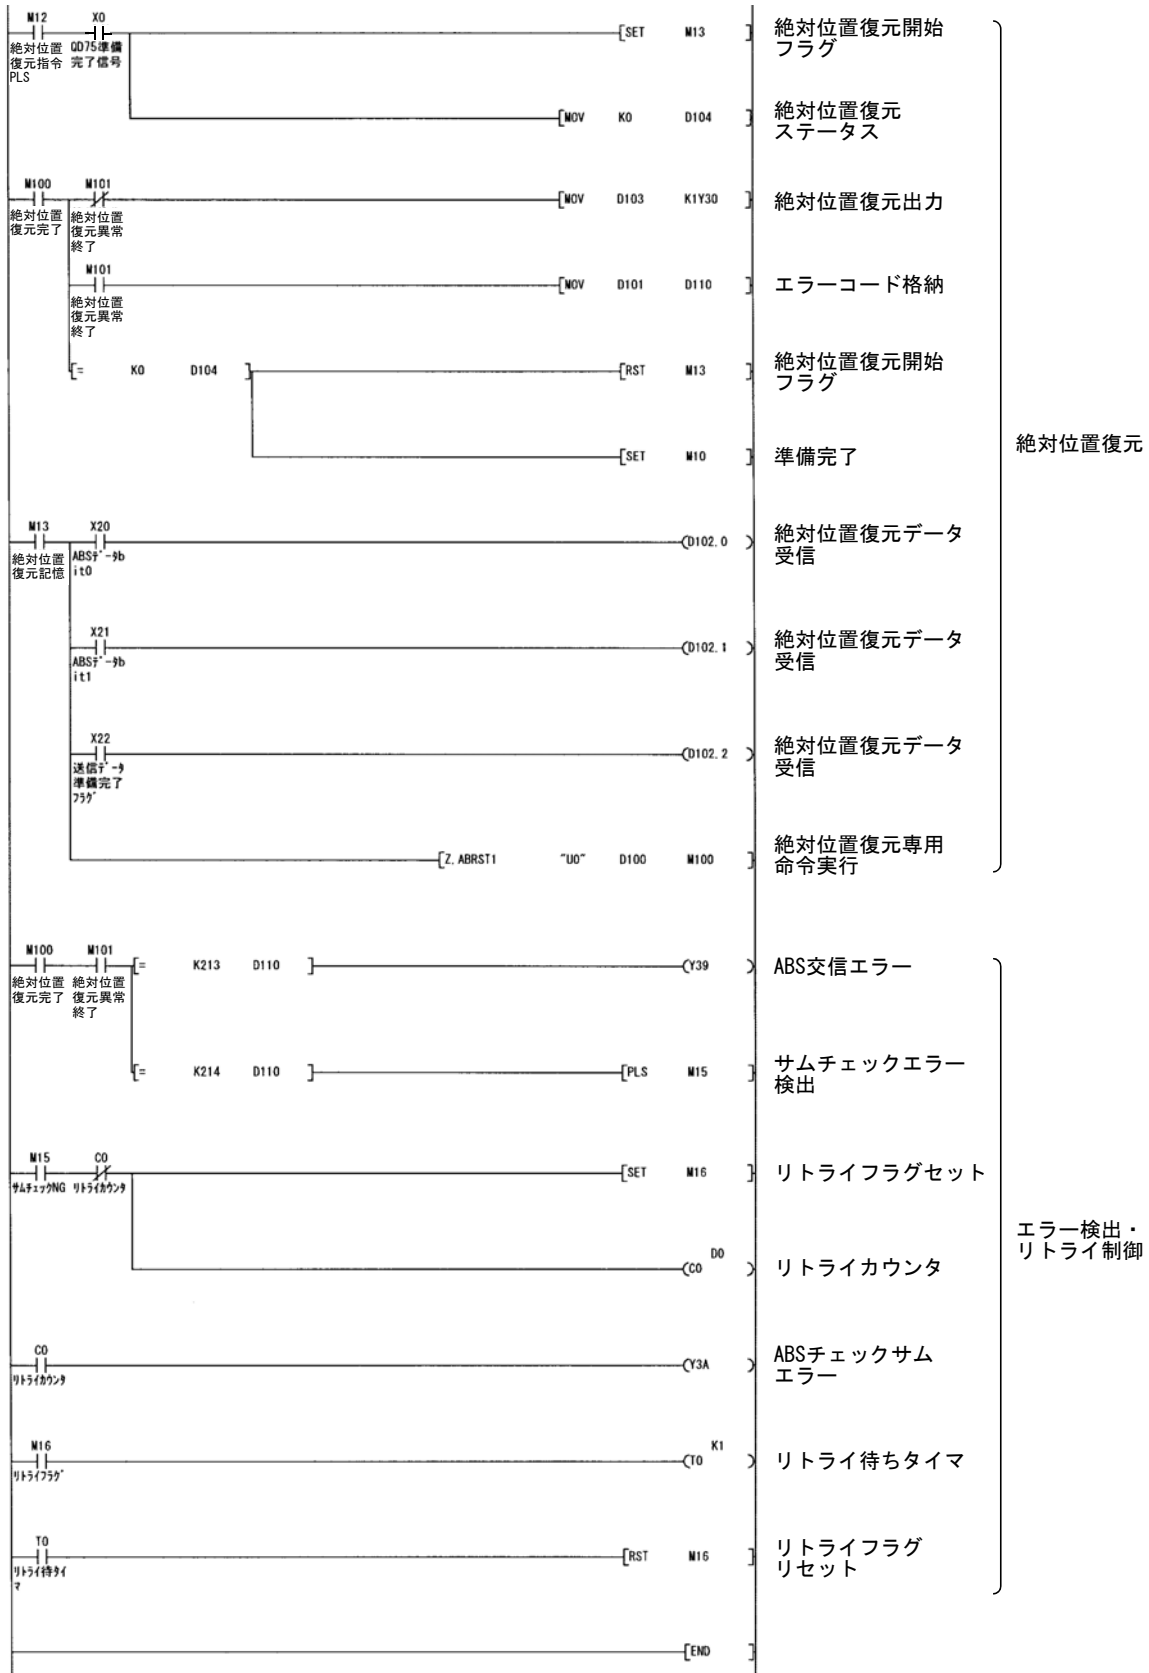 M12 X0
絶対位置 QD75準備
復元指令 完了信号
PLS
[SET M13 ]
絶対位置復元開始
フラグ
[MOV K0 D104 ]
絶対位置復元
ステータス
M100 M101
絶対位置 絶対位置
復元完了 復元異常
終了
[MOV D103 K1Y30 ]
絶対位置復元出力
M101
絶対位置
復元異常
終了
[MOV D101 D110 ]
エラーコード格納
[= K0 D104 ]
[RST M13 ]
絶対位置復元開始
フラグ
[SET M10 ]
準備完了
絶対位置復元
M13 X20
絶対位置 ABSデータb
復元記憶 it0
(D102.0 )
絶対位置復元データ
受信
X21
ABSデータb
it1
(D102.1 )
絶対位置復元データ
受信
X22
送信データ
準備完了
フラグ
(D102.2 )
絶対位置復元データ
受信
[Z.ABRST1 "U0" D100 M100 ]
絶対位置復元専用
命令実行
M100 M101
絶対位置 絶対位置
復元完了 復元異常
終了
[= K213 D110 ]
(Y39 )
ABS交信エラー
[= K214 D110 ]
[PLS M15 ]
サムチェックエラー
検出
M15 C0
サムチェックNG リトライカウンタ
[SET M16 ]
リトライフラグセット
エラー検出・
リトライ制御
D0
(C0 )
リトライカウンタ
C0
リトライカウンタ
(Y3A )
ABSチェックサム
エラー
M16
リトライフラグ
K1
(T0 )
リトライ待ちタイマ
T0
リトライ待タイ
マ
[RST M16 ]
リトライフラグ
リセット
[END ]